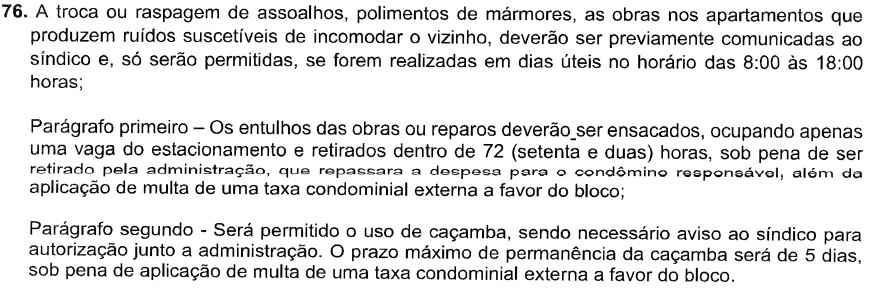 76. A troca ou raspagem de assoalhos, polimentos de mármores, as obras nos apartamentos que
produzem ruídos suscetíveis de incomodar o vizinho, deverão ser previamente comunicadas ao
síndico e, só serão permitidas, se forem realizadas em dias úteis no horário das 8:00 às 18:00
horas;
Parágrafo primeiro – Os entulhos das obras ou reparos deverão ser ensacados, ocupando apenas
uma vaga do estacionamento e retirados dentro de 72 (setenta e duas) horas, sob pena de ser
retirado pela administração, que repassara a despesa para o condômino responsável, além da
aplicação de multa de uma taxa condominial externa a favor do bloco;
Parágrafo segundo - Será permitido o uso de caçamba, sendo necessário aviso ao síndico para
autorização junto a administração. O prazo máximo de permanência da caçamba será de 5 dias,
sob pena de aplicação de multa de uma taxa condominial externa a favor do bloco.